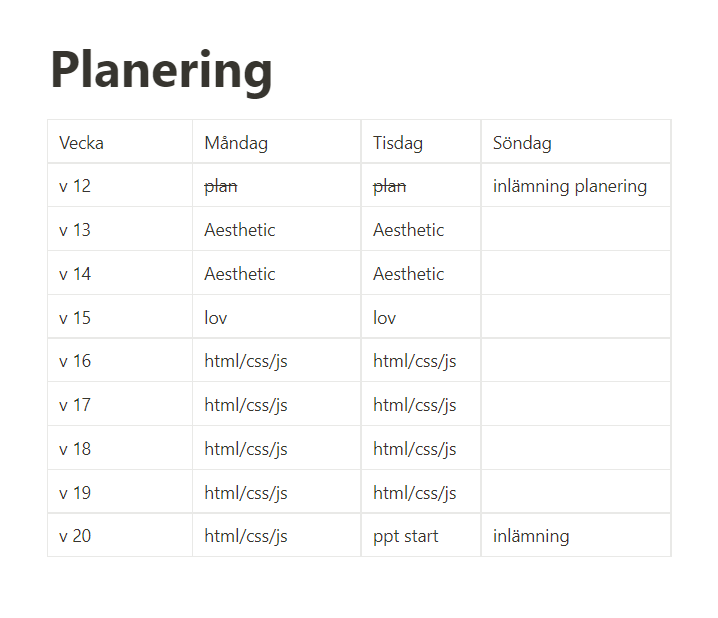 Planering
Vecka Måndag Tisdag Söndag
v 12 plan plan inlämning planering
v 13 Aesthetic Aesthetic
v 14 Aesthetic Aesthetic
v 15 lov lov
v 16 html/css/js html/css/js
v 17 html/css/js html/css/js
v 18 html/css/js html/css/js
v 19 html/css/js html/css/js
v 20 html/css/js ppt start inlämning